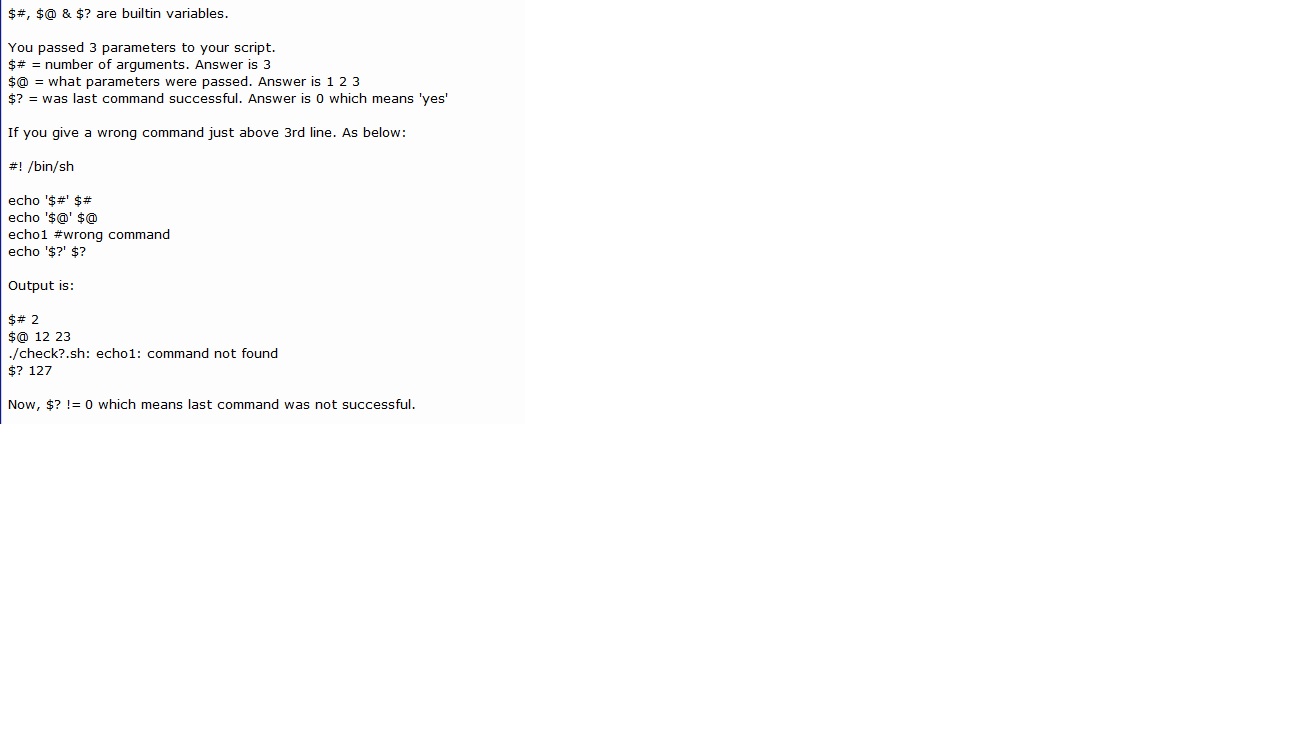 $#, $@ & $? are builtin variables.

You passed 3 parameters to your script.
$# = number of arguments. Answer is 3
$@ = what parameters were passed. Answer is 1 2 3
$? = was last command successful. Answer is 0 which means 'yes'

If you give a wrong command just above 3rd line. As below:

#! /bin/sh

echo '$#' $#
echo '$@' $@
echo1 #wrong command
echo '$?' $?

Output is:

$# 2
$@ 12 23
./check?.sh: echo1: command not found
$? 127

Now, $? != 0 which means last command was not successful.